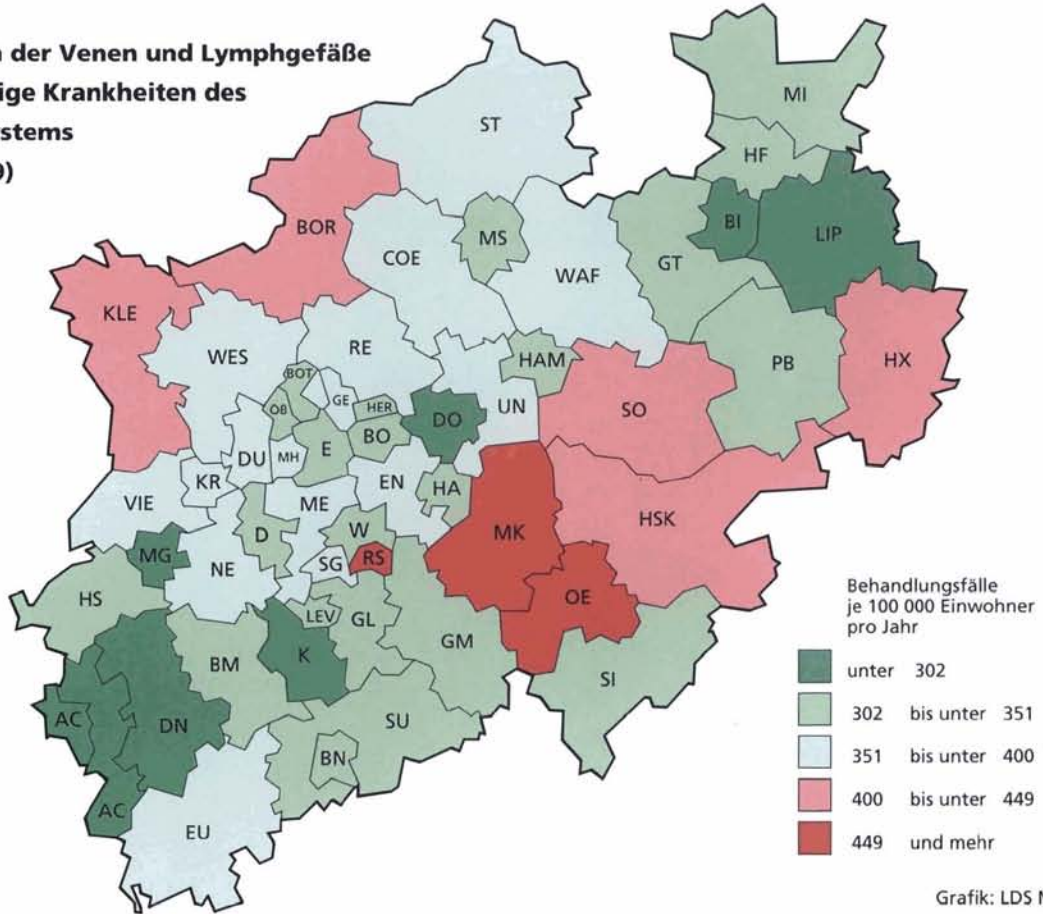 der Venen und Lymphgefäße
ige Krankheiten des
stems
9)
MI
ST
HF
BI
LIP
BOR
MS
COE
GT
WAF
KLE
RE
WES
HAM
PB
HX
BOT
GE
SO
OB
HER
DO
UN
BO
E
DU
MH
KR
EN
HA
VIE
ME
HSK
D
W
MK
MG
SG
RS
NE
OE
HS
LEV
GL
GM
K
BM
SI
AC
DN
SU
BN
AC
EU
Behandlungsfälle
je 100 000 Einwohner
pro Jahr
unter 302
302 bis unter 351
351 bis unter 400
400 bis unter 449
449 und mehr
Grafik: LDS